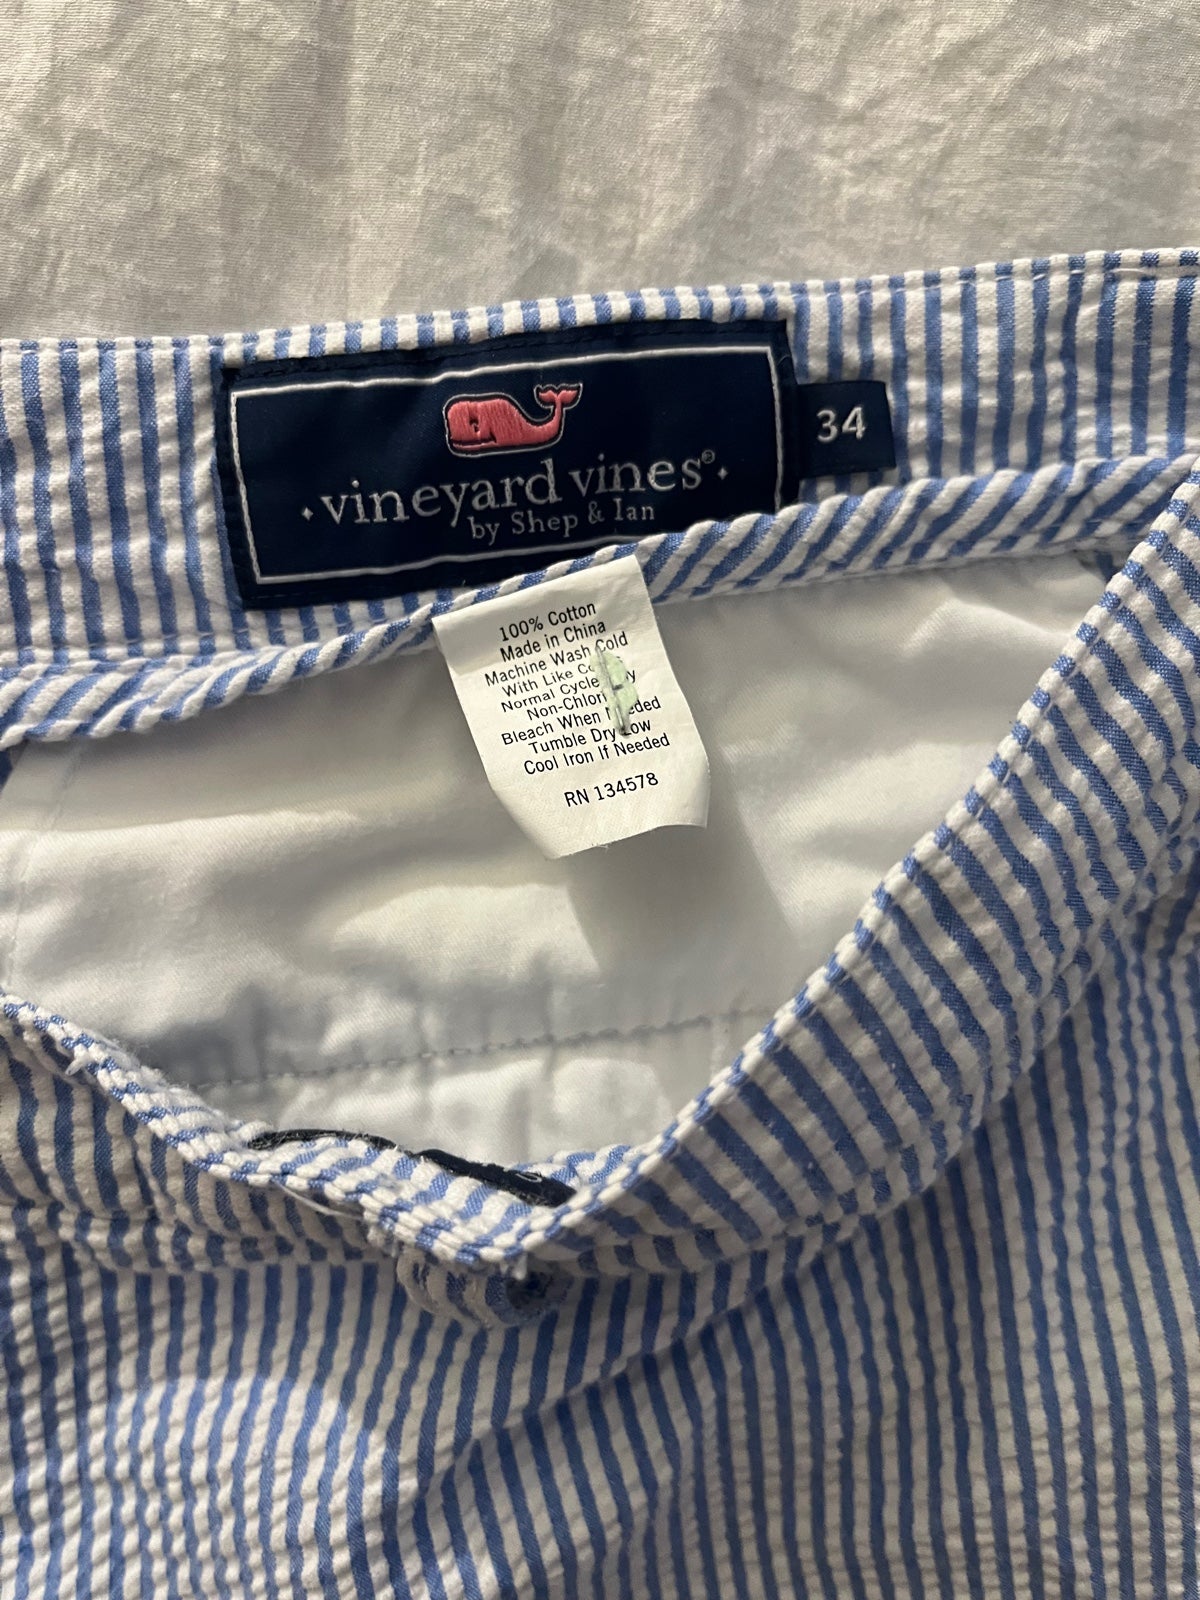 vineyard vines®
by Shep & Ian
34
100% Cotton
Made in China
Machine Wash Cold
With Like
Normal Cycle
Non-Chlor
Bleach When Needed
Tumble Dry Low
Cool Iron If Needed
RN 134578